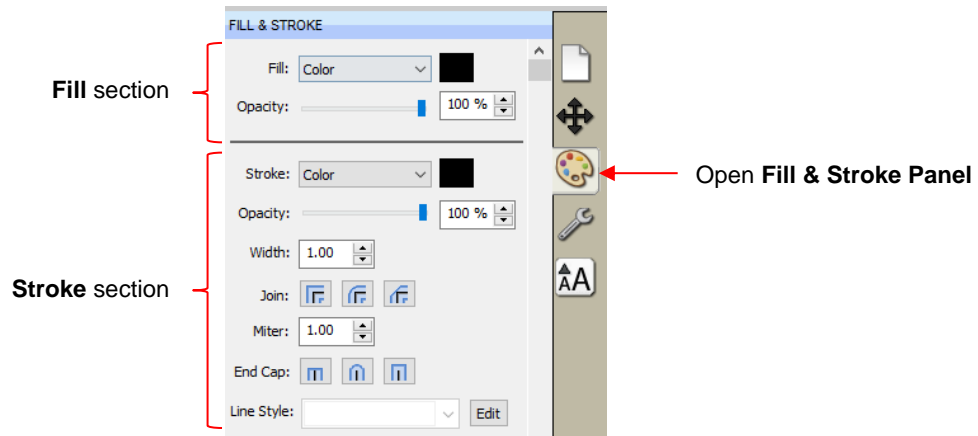 FILL & STROKE
Fill: Color
Fill section
Opacity: 100 %
Stroke: Color
Open Fill & Stroke Panel
Opacity: 100 %
Width: 1.00
Stroke section
Join:
Miter: 1.00
End Cap:
Line Style: Edit
AA